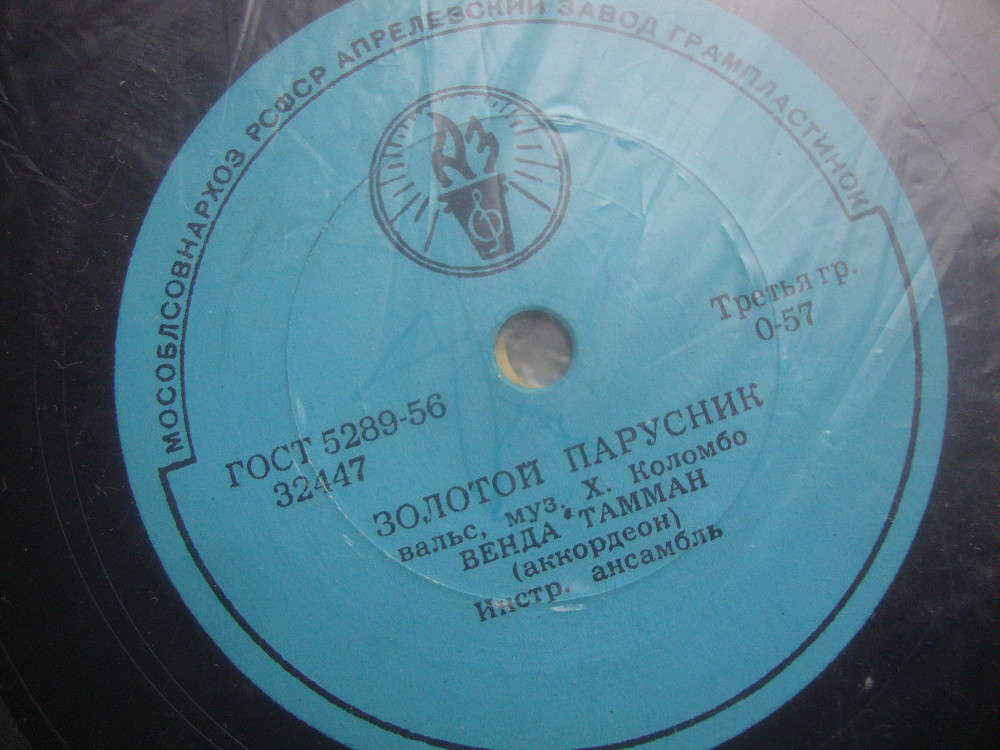 МОСОБЛСОВНАРХОЗ РСФСР АПРЕЛЕВСКИЙ ЗАВОД ГРАМПЛАСТИНОК
АЗ
Третья гр.
0-57
ГОСТ 5289-56
32447
ЗОЛОТОЙ ПАРУСНИК
вальс, муз. Х. Коломбо
ВЕНДА ТАММАН
(аккордеон)
Инстр. ансамбль